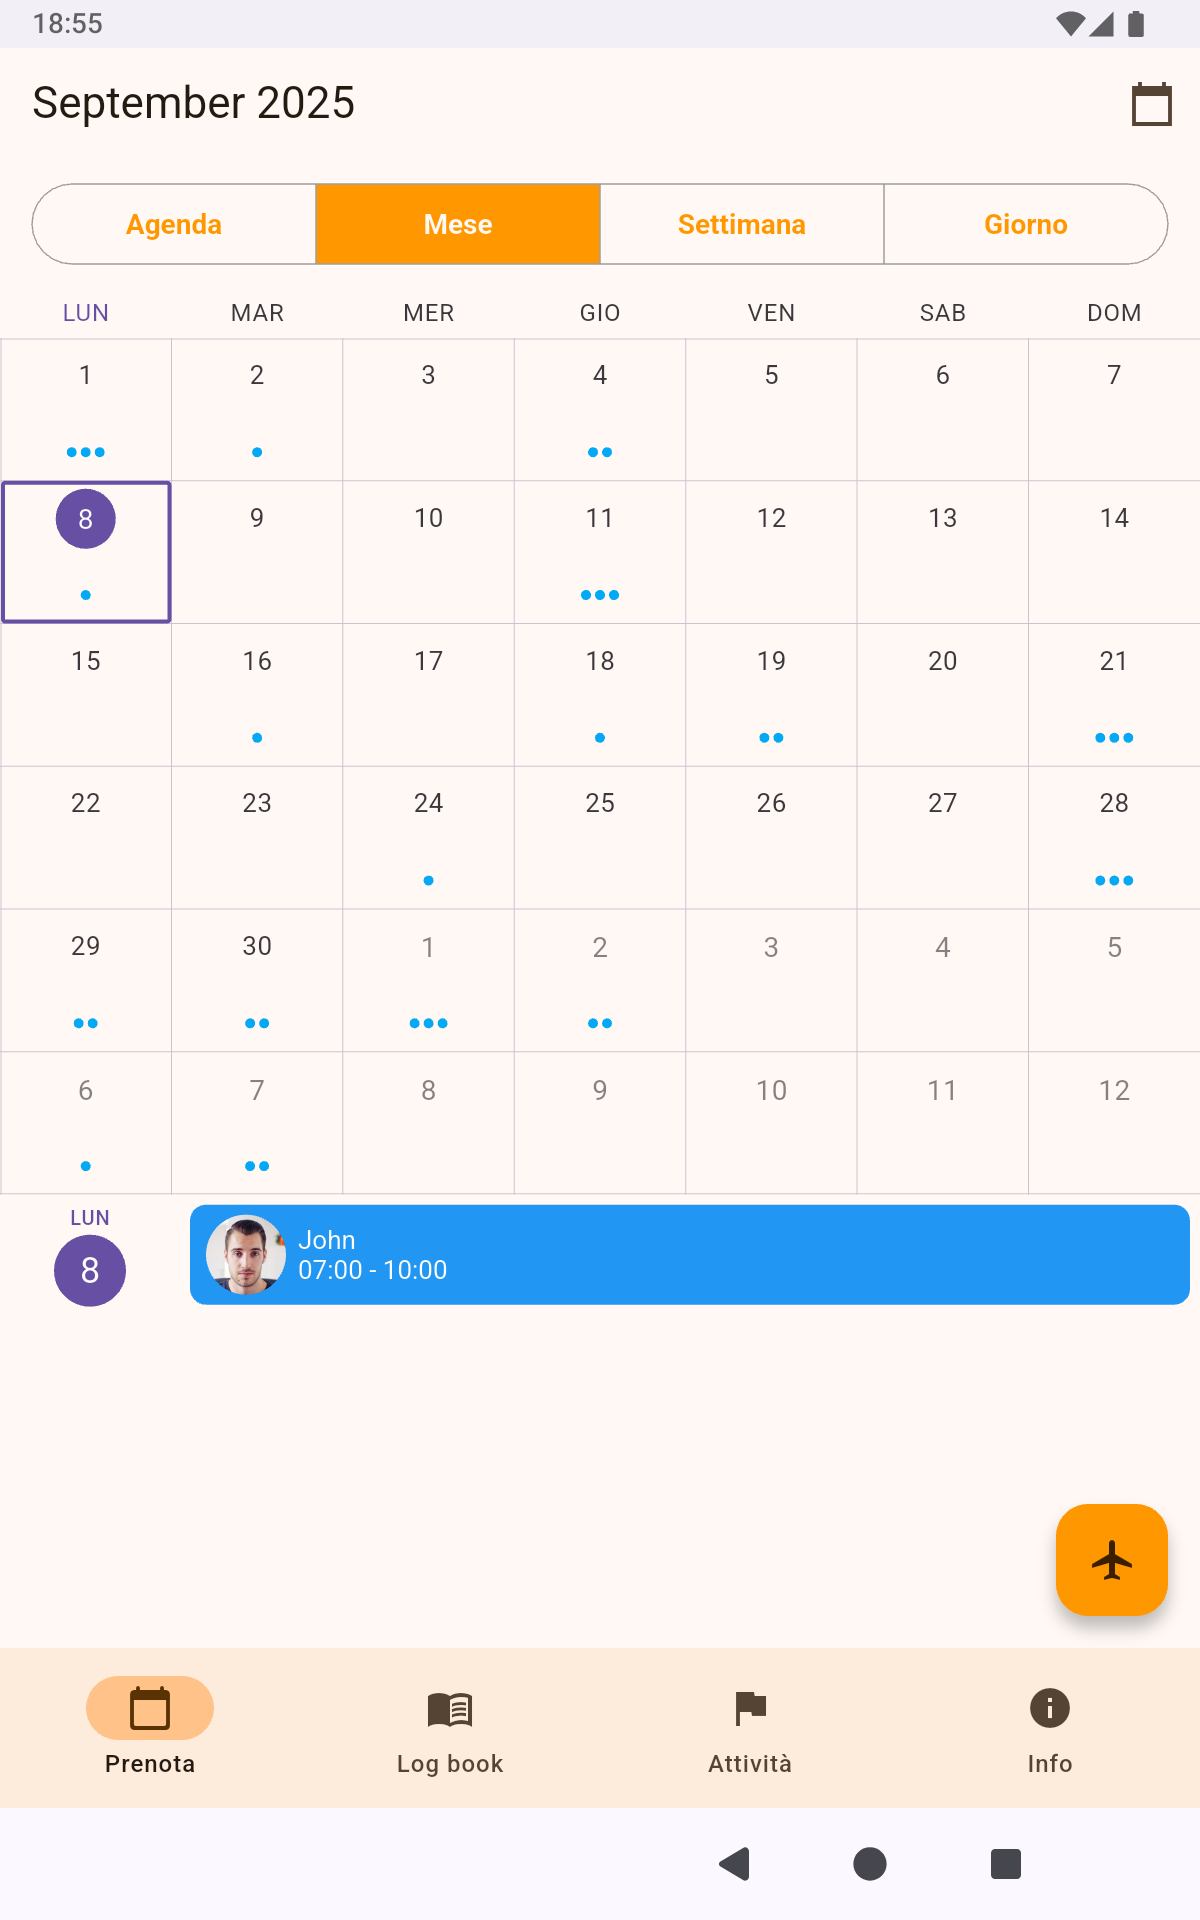 18:55
September 2025
Agenda Mese Settimana Giorno
LUN MAR MER GIO VEN SAB DOM
1 2 3 4 5 6 7
8 9 10 11 12 13 14
15 16 17 18 19 20 21
22 23 24 25 26 27 28
29 30 1 2 3 4 5
6 7 8 9 10 11 12
LUN
8
John
07:00 - 10:00
Prenota Log book Attività Info